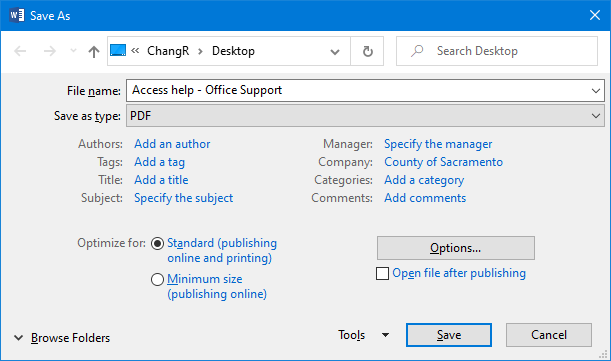 Save As
« ChangR > Desktop
Search Desktop
File name: Access help - Office Support
Save as type: PDF
Authors: Add an author
Manager: Specify the manager
Tags: Add a tag
Company: County of Sacramento
Title: Add a title
Categories: Add a category
Subject: Specify the subject
Comments: Add comments
Optimize for: Standard (publishing
online and printing)
Minimum size
(publishing online)
Options...
Open file after publishing
Browse Folders
Tools
Save
Cancel